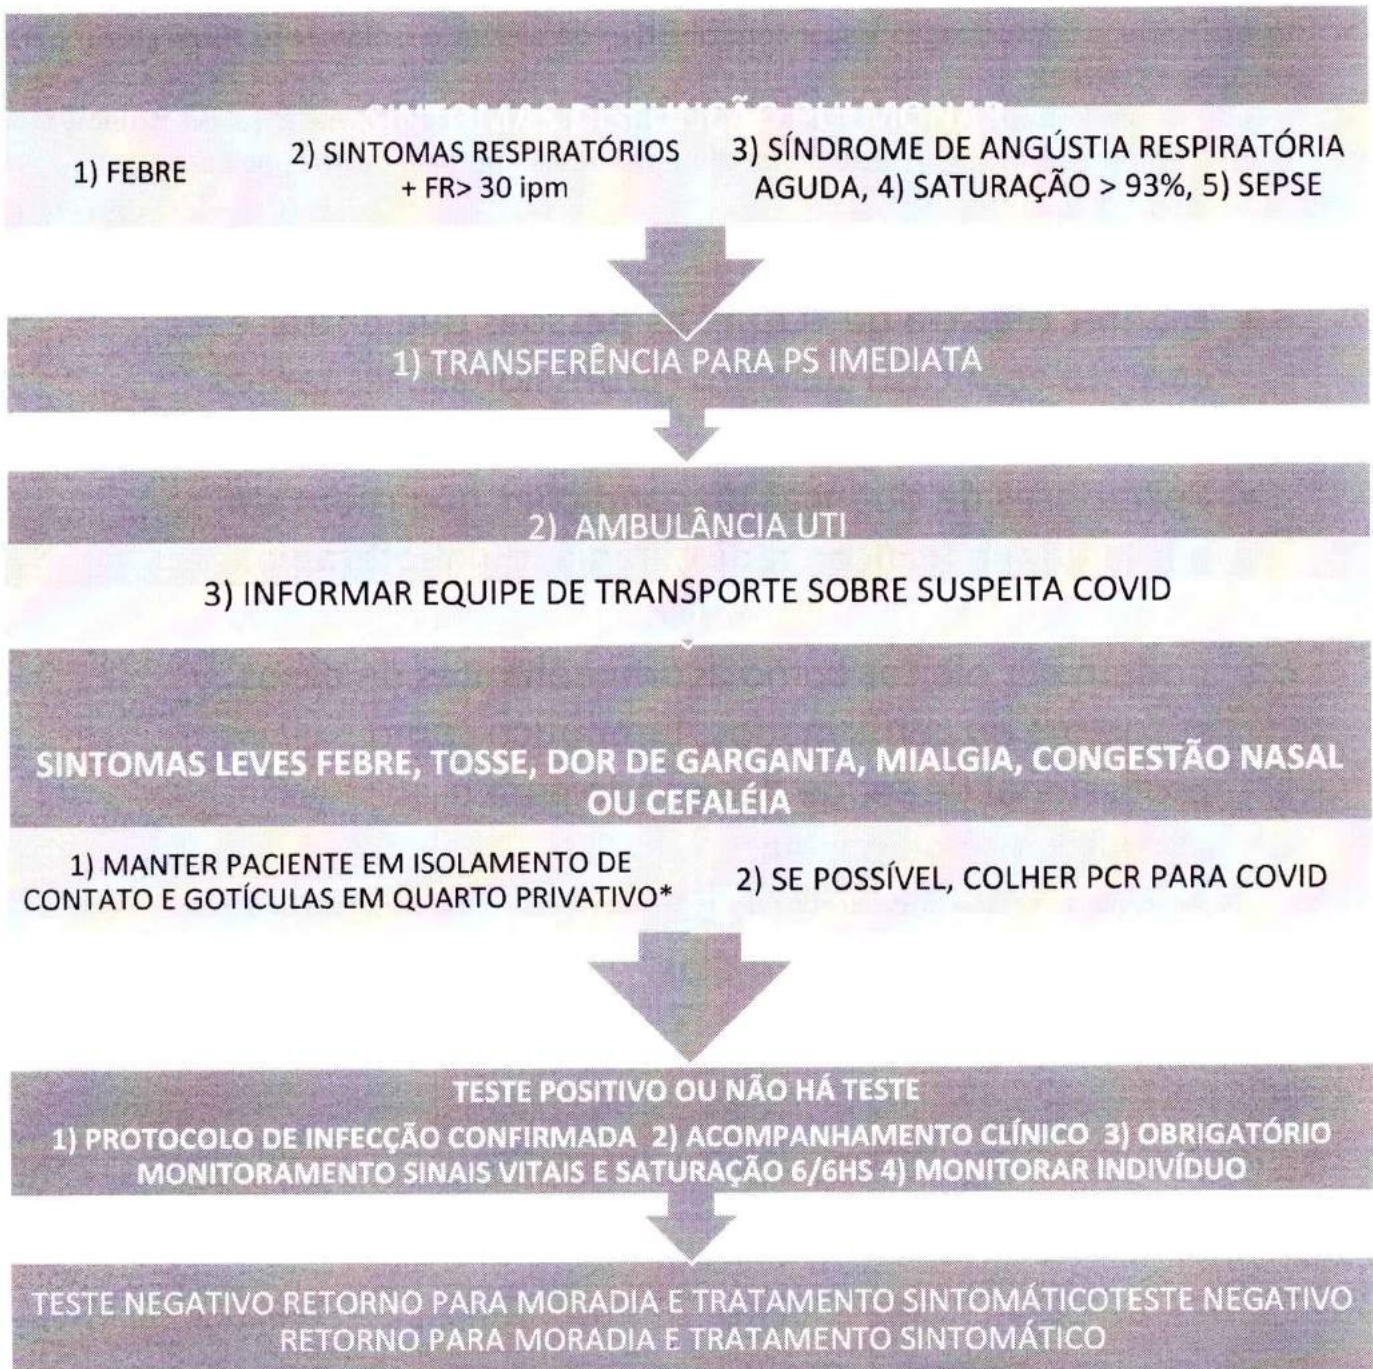 SINTOMAS DISFUNÇÃO PULMONAR
1) FEBRE
2) SINTOMAS RESPIRATÓRIOS
+ FR> 30 ipm
3) SÍNDROME DE ANGÚSTIA RESPIRATÓRIA
AGUDA, 4) SATURAÇÃO > 93%, 5) SEPSE
1) TRANSFERÊNCIA PARA PS IMEDIATA
2) AMBULÂNCIA UTI
3) INFORMAR EQUIPE DE TRANSPORTE SOBRE SUSPEITA COVID
SINTOMAS LEVES FEBRE, TOSSE, DOR DE GARGANTA, MIALGIA, CONGESTÃO NASAL
OU CEFALÉIA
1) MANTER PACIENTE EM ISOLAMENTO DE
CONTATO E GOTÍCULAS EM QUARTO PRIVATIVO*
2) SE POSSÍVEL, COLHER PCR PARA COVID
TESTE POSITIVO OU NÃO HÁ TESTE
1) PROTOCOLO DE INFECÇÃO CONFIRMADA 2) ACOMPANHAMENTO CLÍNICO 3) OBRIGATÓRIO
MONITORAMENTO SINAIS VITAIS E SATURAÇÃO 6/6HS 4) MONITORAR INDIVÍDUO
TESTE NEGATIVO RETORNO PARA MORADIA E TRATAMENTO SINTOMÁTICOTESTE NEGATIVO
RETORNO PARA MORADIA E TRATAMENTO SINTOMÁTICO